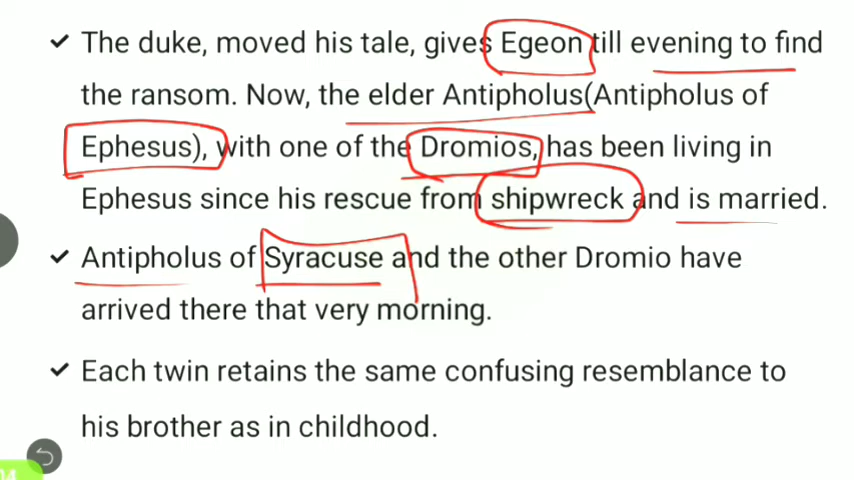 ✔ The duke, moved his tale, gives Egeon till evening to find
the ransom. Now, the elder Antipholus(Antipholus of
Ephesus), with one of the Dromios, has been living in
Ephesus since his rescue from shipwreck and is married.
✔ Antipholus of Syracuse and the other Dromio have
arrived there that very morning.
✔ Each twin retains the same confusing resemblance to
his brother as in childhood.